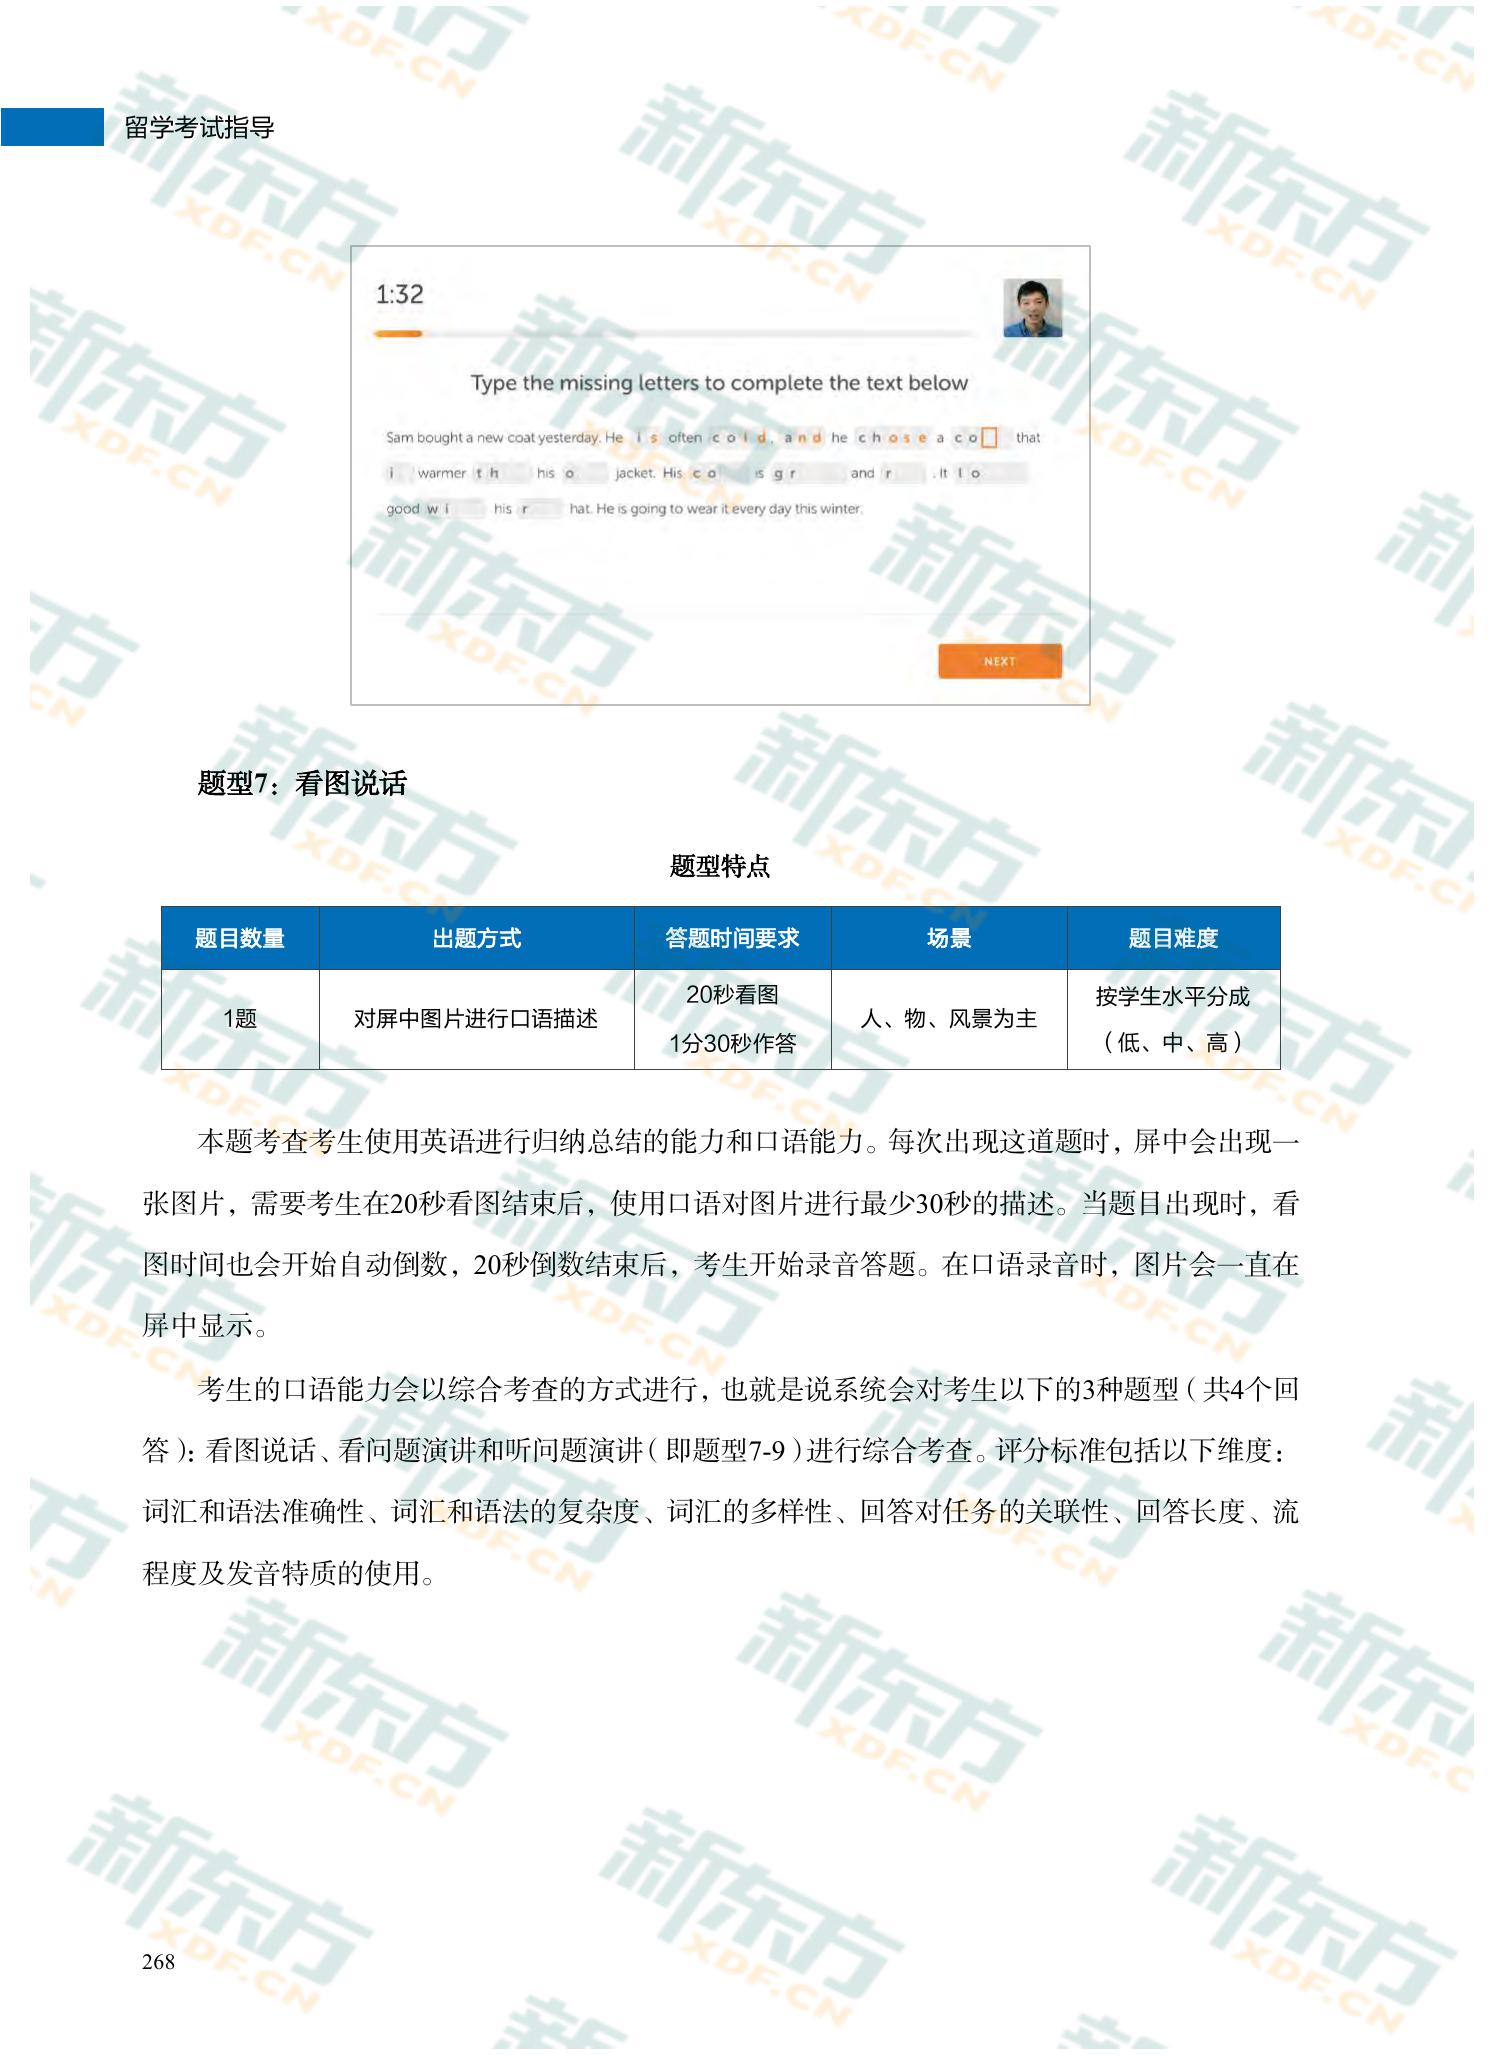 留学考试指导
1:32
Type the missing letters to complete the text below
Sam bought a new coat yesterday. He i s often c o l d, a n d he c h o s e a c o that
i warmer t h his o jacket. His c o is g r and r . It l o
good w i his r hat. He is going to wear it every day this winter.
NEXT
题型7：看图说话
题型特点
题目数量 出题方式 答题时间要求 场景 题目难度
1题 对屏中图片进行口语描述 20秒看图 人、物、风景为主 按学生水平分成
1分30秒作答 （低、中、高）
本题考查考生使用英语进行归纳总结的能力和口语能力。每次出现这道题时，屏中会出现一
张图片，需要考生在20秒看图结束后，使用口语对图片进行最少30秒的描述。当题目出现时，看
图时间也会开始自动倒数，20秒倒数结束后，考生开始录音答题。在口语录音时，图片会一直在
屏中显示。
考生的口语能力会以综合考查的方式进行，也就是说系统会对考生以下的3种题型（共4个回
答）：看图说话、看问题演讲和听问题演讲（即题型7-9）进行综合考查。评分标准包括以下维度：
词汇和语法准确性、词汇和语法的复杂度、词汇的多样性、回答对任务的关联性、回答长度、流
程度及发音特质的使用。
268
新东方
XDF.CN